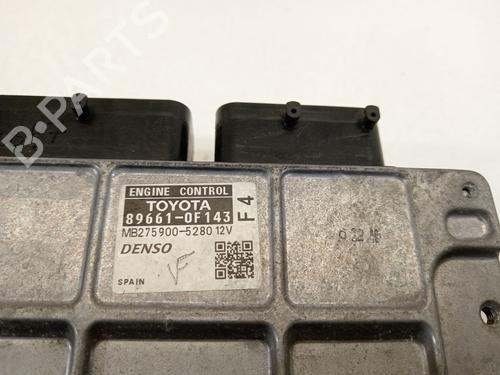 ENGINE CONTROL
TOYOTA
89661-0F143
F4
MB275900-5280 12V
DENSO
SPAIN
B-PARTS